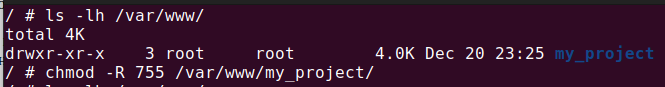 / # ls -lh /var/www/
total 4K
drwxr-xr-x    3 root     root        4.0K Dec 20 23:25 my_project
/ # chmod -R 755 /var/www/my_project/